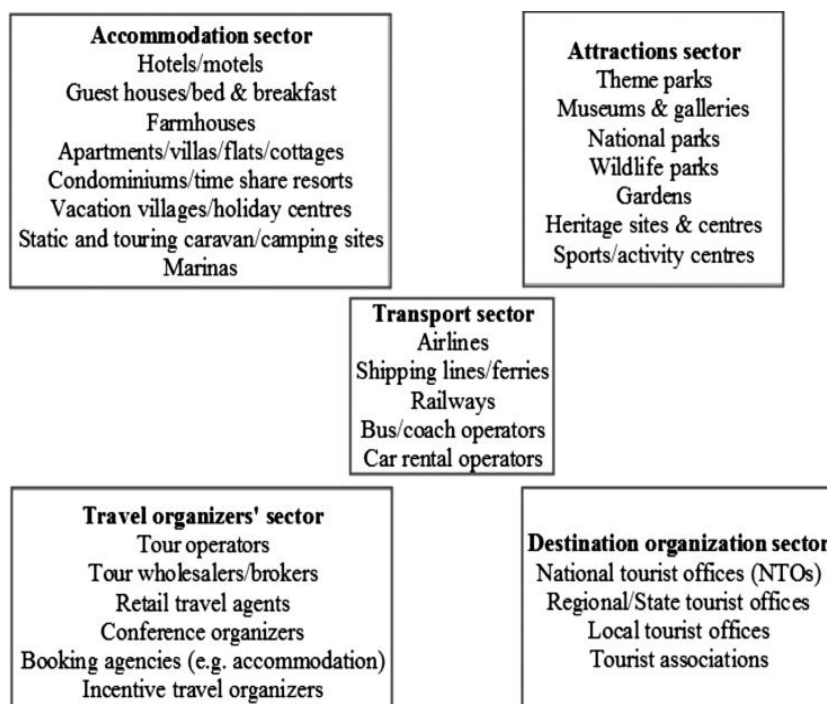 Accommodation sector
Hotels/motels
Guest houses/bed & breakfast
Farmhouses
Apartments/villas/flats/cottages
Condominiums/time share resorts
Vacation villages/holiday centres
Static and touring caravan/camping sites
Marinas
Attractions sector
Theme parks
Museums & galleries
National parks
Wildlife parks
Gardens
Heritage sites & centres
Sports/activity centres
Transport sector
Airlines
Shipping lines/ferries
Railways
Bus/coach operators
Car rental operators
Travel organizers' sector
Tour operators
Tour wholesalers/brokers
Retail travel agents
Conference organizers
Booking agencies (e.g. accommodation)
Incentive travel organizers
Destination organization sector
National tourist offices (NTOs)
Regional/State tourist offices
Local tourist offices
Tourist associations